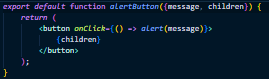 export default function alertButton({message, children}) {
    return (
        <button onClick={() => alert(message)}>
            {children}
        </button>
    );
}